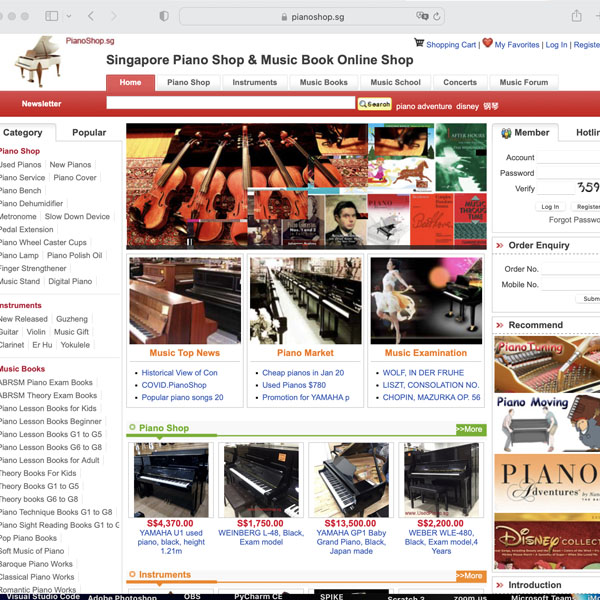 pianoshop.sg
PianoShop.sg
Shopping Cart | My Favorites | Log In | Registe
Singapore Piano Shop & Music Book Online Shop
Home
Piano Shop
Instruments
Music Books
Music School
Concerts
Music Forum
Newsletter
Search
piano adventure disney 钢琴
Category
Popular
Piano Shop
Used Pianos
New Pianos
Piano Service
Piano Cover
Piano Bench
Piano Dehumidifier
Metronome
Slow Down Device
Pedal Extension
Piano Wheel Caster Cups
Piano Lamp
Piano Polish Oil
Finger Strengthener
Music Stand
Digital Piano
Instruments
New Released
Guzheng
Guitar
Violin
Music Gift
Clarinet
Er Hu
Yokulele
Music Books
ABRSM Piano Exam Books
ABRSM Theory Exam Books
Piano Lesson Books for Kids
Piano Lesson Books Beginner
Piano Lesson Books G1 to G5
Piano Lesson Books G6 to G8
Piano Lesson Books for Adult
Theory Books For Kids
Theory Books G1 to G5
Theory books G6 to G8
Piano Technique Books G1 to G8
Piano Sight Reading Books G1 to G
Pop Piano Books
Soft Music of Piano
Baroque Piano Works
Classical Piano Works
Romantic Piano Works
AFTER HOURS
PIANO
Beethoven
MUSIC THROUGH TIME
Music Top News
Historical View of Con
COVID.PianoShop
Popular piano songs 20
Piano Market
Cheap pianos in Jan 20
Used Pianos $780
Promotion for YAMAHA p
Music Examination
WOLF, IN DER FRUHE
LISZT, CONSOLATION NO.
CHOPIN, MAZURKA OP. 56
Piano Shop
>>More
S$4,370.00
YAMAHA U1 used
piano, black, height
1.21m
S$1,750.00
WEINBERG L-48, Black,
Exam model
S$13,500.00
YAMAHA GP1 Baby
Grand Piano, Black,
Japan made
S$2,200.00
WEBER WLE-480,
Black, Exam model,4
Years
Instruments
>>More
Member
Hotlin
Account
Password
Verify
359
Log In
Register
Forgot Passwo
Order Enquiry
Order No.
Mobile No.
Subm
Recommend
Piano Tuning
Piano Moving
PIANO
Adventures
DISNEY COLLECT
Introduction
Visual Studio Code
Adobe Photoshop
OBS
PyCharm CE
SPIKE
Scratch 3
zoom.us